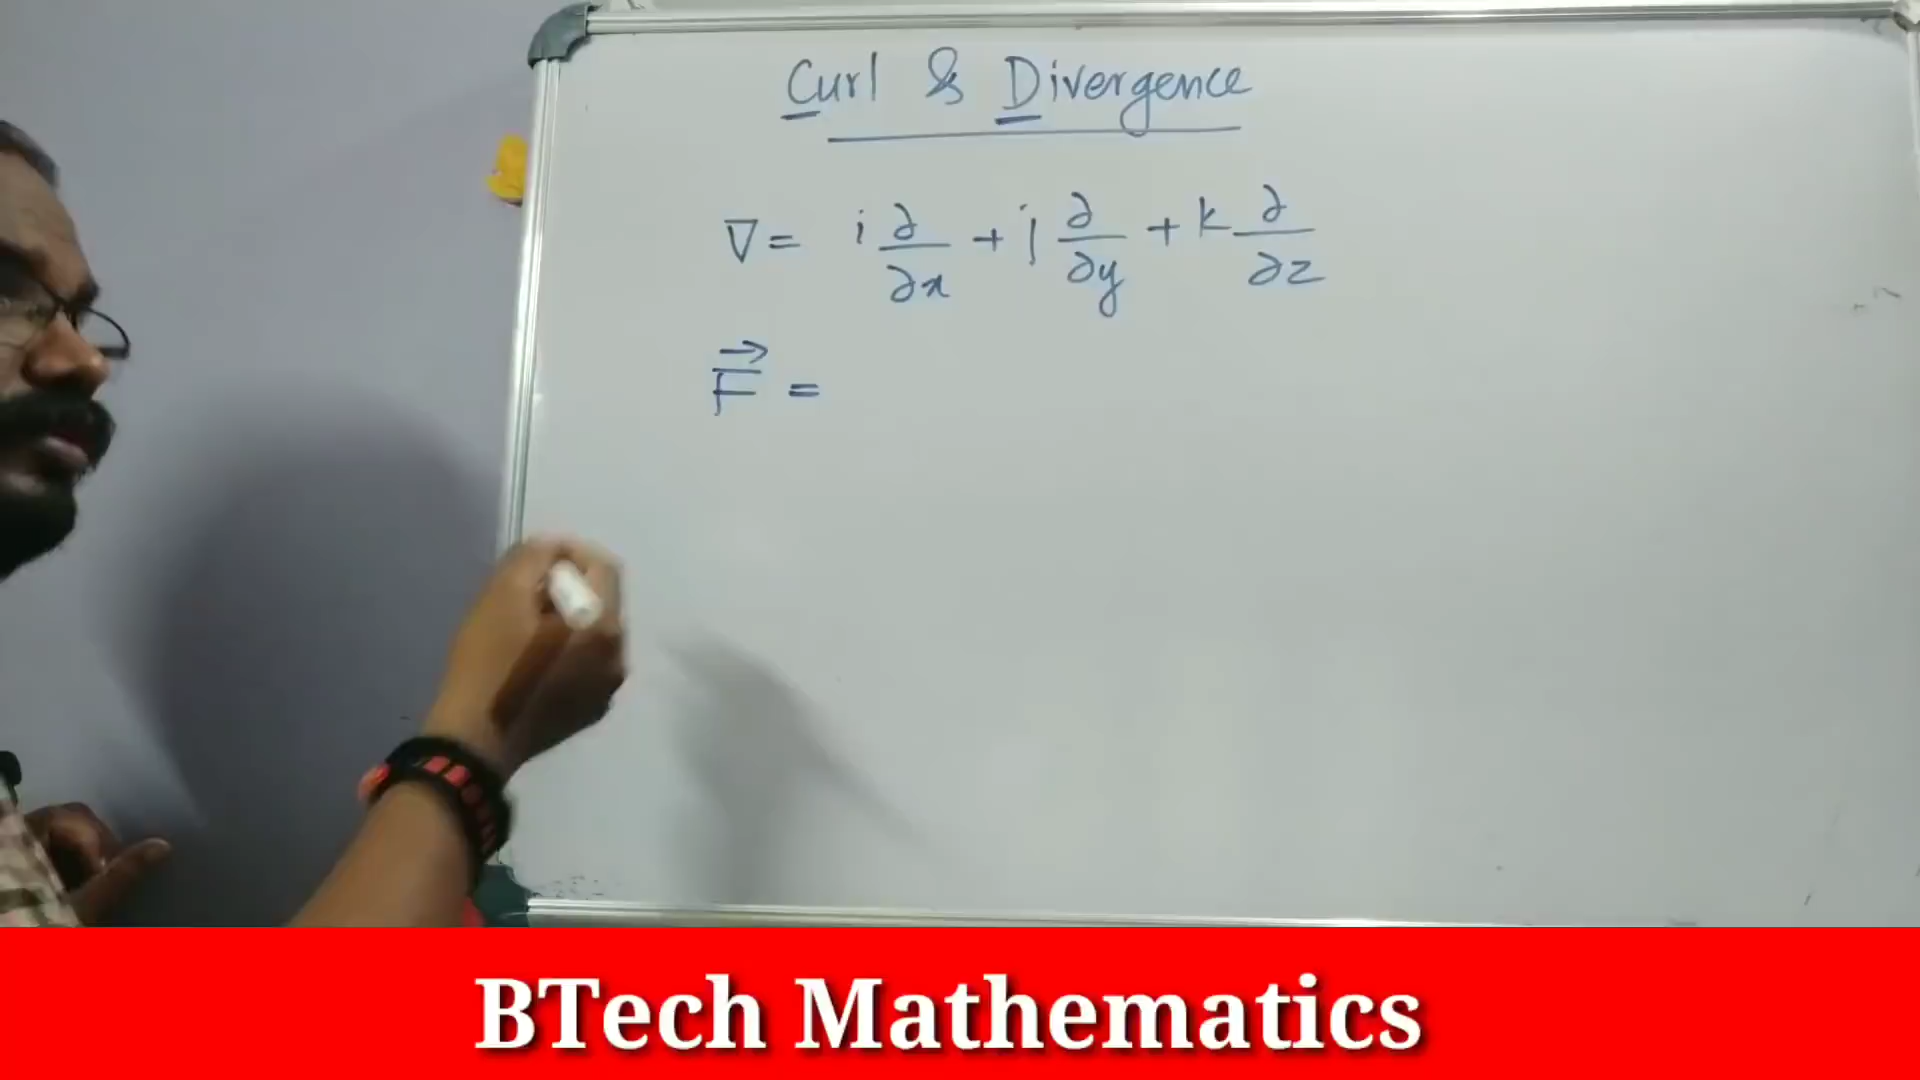 Curl & Divergence
∇ = i ∂/∂x + j ∂/∂y + k ∂/∂z
F⃗ =
BTech Mathematics